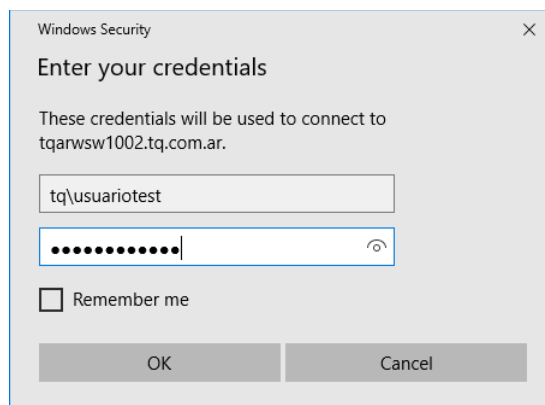 Windows Security
Enter your credentials
These credentials will be used to connect to
tqarwsw1002.tq.com.ar.
tq\usuariotest
●●●●●●●●●●●●
Remember me
OK
Cancel